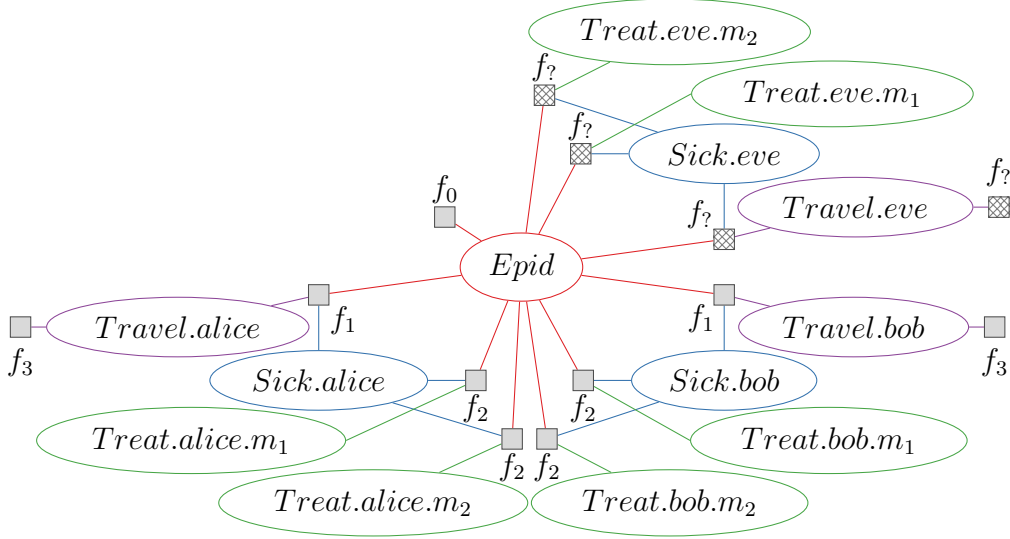 Treat.eve.m₂
f?
Treat.eve.m₁
f?
Sick.eve
f?
f₀
Travel.eve
f?
Epid
Travel.alice
f₁
f₁
Travel.bob
f₃
f₃
Sick.alice
Sick.bob
f₂
f₂
Treat.alice.m₁
Treat.bob.m₁
f₂
f₂
Treat.alice.m₂
Treat.bob.m₂